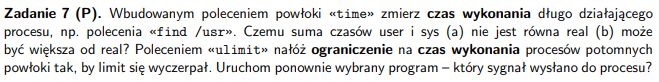 Zadanie 7 (P). Wbudowanym poleceniem powłoki «time» zmierz czas wykonania długo działającego
procesu, np. polecenia «find /usr». Czemu suma czasów user i sys (a) nie jest równa real (b) może
być większa od real? Poleceniem «ulimit» nałóż ograniczenie na czas wykonania procesów potomnych
powłoki tak, by limit się wyczerpał. Uruchom ponownie wybrany program – który sygnał wysłano do procesu?